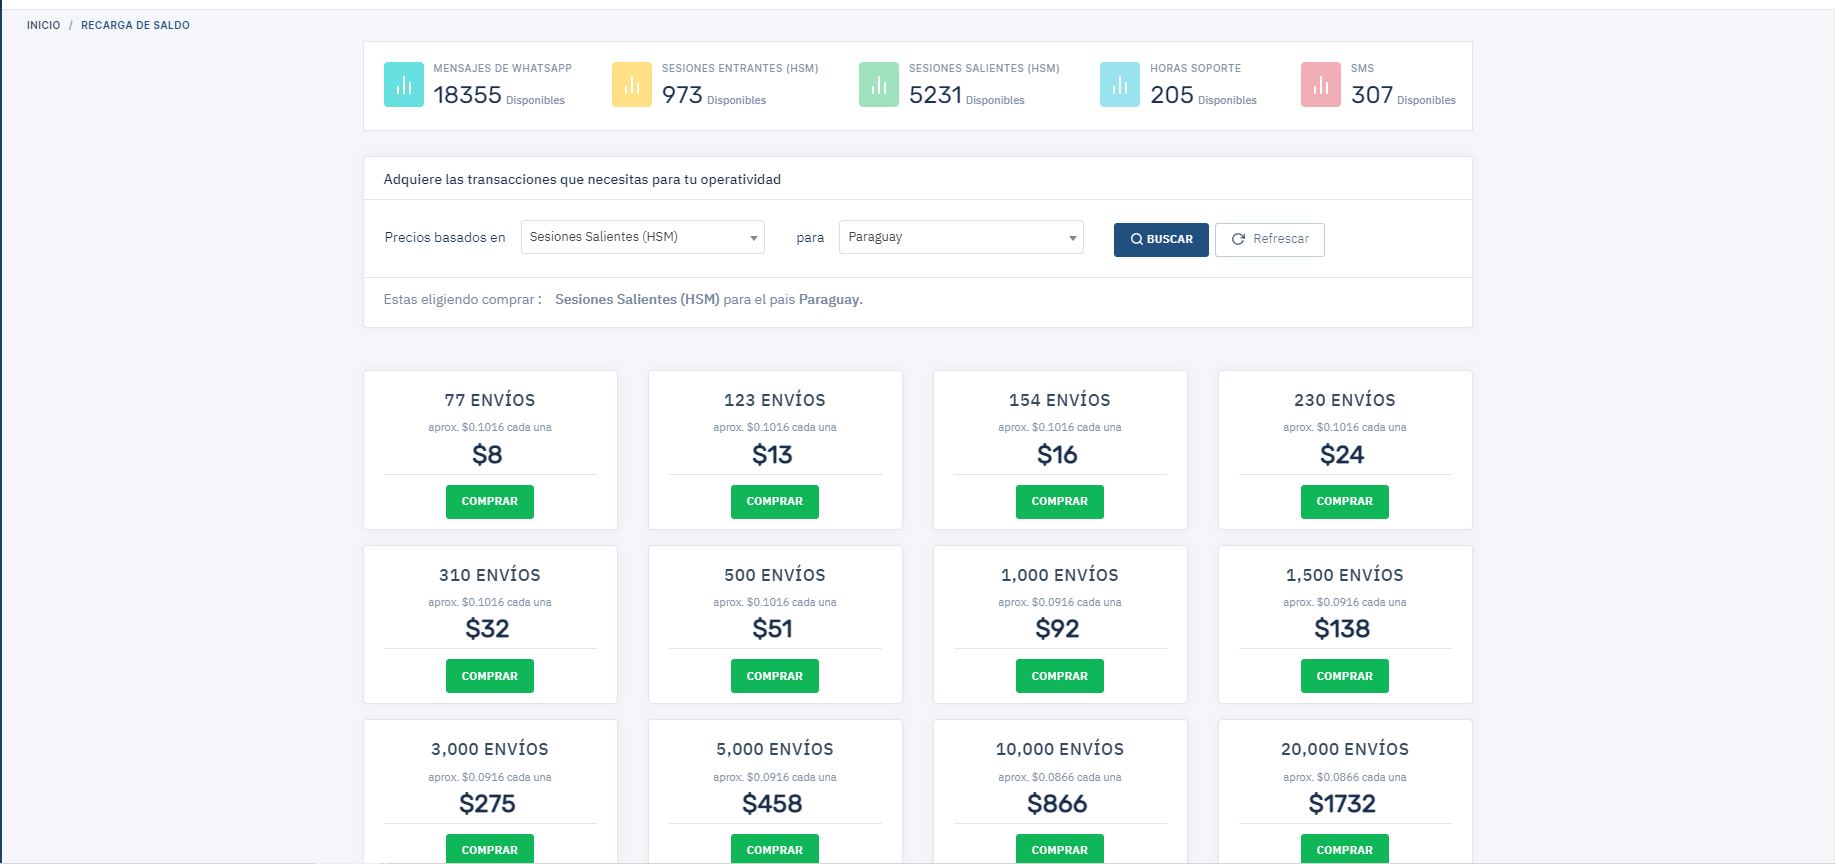 INICIO / RECARGA DE SALDO
MENSAJES DE WHATSAPP
18355 Disponibles
SESIONES ENTRANTES (HSM)
973 Disponibles
SESIONES SALIENTES (HSM)
5231 Disponibles
HORAS SOPORTE
205 Disponibles
SMS
307 Disponibles
Adquiere las transacciones que necesitas para tu operatividad
Precios basados en Sesiones Salientes (HSM) para Paraguay BUSCAR Refrescar
Estas eligiendo comprar : Sesiones Salientes (HSM) para el pais Paraguay.
77 ENVÍOS
aprox. $0.1016 cada una
$8
COMPRAR
123 ENVÍOS
aprox. $0.1016 cada una
$13
COMPRAR
154 ENVÍOS
aprox. $0.1016 cada una
$16
COMPRAR
230 ENVÍOS
aprox. $0.1016 cada una
$24
COMPRAR
310 ENVÍOS
aprox. $0.1016 cada una
$32
COMPRAR
500 ENVÍOS
aprox. $0.1016 cada una
$51
COMPRAR
1,000 ENVÍOS
aprox. $0.0916 cada una
$92
COMPRAR
1,500 ENVÍOS
aprox. $0.0916 cada una
$138
COMPRAR
3,000 ENVÍOS
aprox. $0.0916 cada una
$275
COMPRAR
5,000 ENVÍOS
aprox. $0.0916 cada una
$458
COMPRAR
10,000 ENVÍOS
aprox. $0.0866 cada una
$866
COMPRAR
20,000 ENVÍOS
aprox. $0.0866 cada una
$1732
COMPRAR